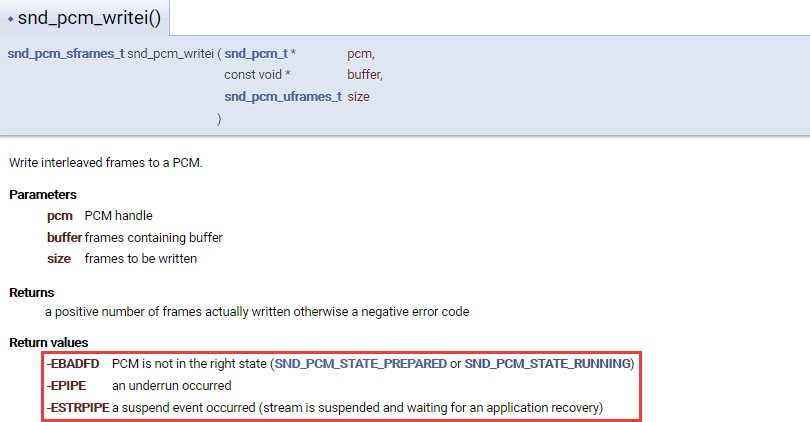 ◆ snd_pcm_writei()
snd_pcm_sframes_t snd_pcm_writei ( snd_pcm_t * pcm,
const void * buffer,
snd_pcm_uframes_t size
)
Write interleaved frames to a PCM.
Parameters
pcm PCM handle
buffer frames containing buffer
size frames to be written
Returns
a positive number of frames actually written otherwise a negative error code
Return values
-EBADFD PCM is not in the right state (SND_PCM_STATE_PREPARED or SND_PCM_STATE_RUNNING)
-EPIPE an underrun occurred
-ESTRPIPE a suspend event occurred (stream is suspended and waiting for an application recovery)